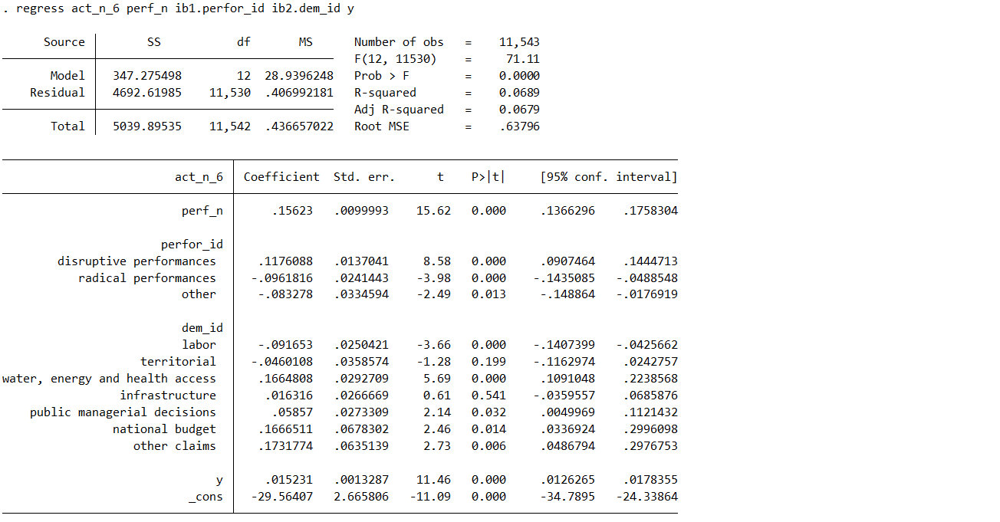 . regress act_n_6 perf_n ib1.perfor_id ib2.dem_id y
Source SS df MS Number of obs = 11,543
F(12, 11530) = 71.11
Model 347.275498 12 28.9396248 Prob > F = 0.0000
Residual 4692.61985 11,530 .406992181 R-squared = 0.0689
Adj R-squared = 0.0679
Total 5039.89535 11,542 .436657022 Root MSE = .63796
act_n_6 Coefficient Std. err. t P>|t| [95% conf. interval]
perf_n .15623 .0099993 15.62 0.000 .1366296 .1758304
perfor_id
disruptive performances .1176088 .0137041 8.58 0.000 .0907464 .1444713
radical performances -.0961816 .0241443 -3.98 0.000 -.1435085 -.0488548
other -.083278 .0334594 -2.49 0.013 -.148864 -.0176919
dem_id
labor -.091653 .0250421 -3.66 0.000 -.1407399 -.0425662
territorial -.0460108 .0358574 -1.28 0.199 -.1162974 .0242757
water, energy and health access .1664808 .0292709 5.69 0.000 .1091048 .2238568
infrastructure .016316 .0266669 0.61 0.541 -.0359557 .0685876
public managerial decisions .05857 .0273309 2.14 0.032 .0049969 .1121432
national budget .1666511 .0678302 2.46 0.014 .0336924 .2996098
other claims .1731774 .0635139 2.73 0.006 .0486794 .2976753
y .015231 .0013287 11.46 0.000 .0126265 .0178355
_cons -29.56407 2.665806 -11.09 0.000 -34.7895 -24.33864